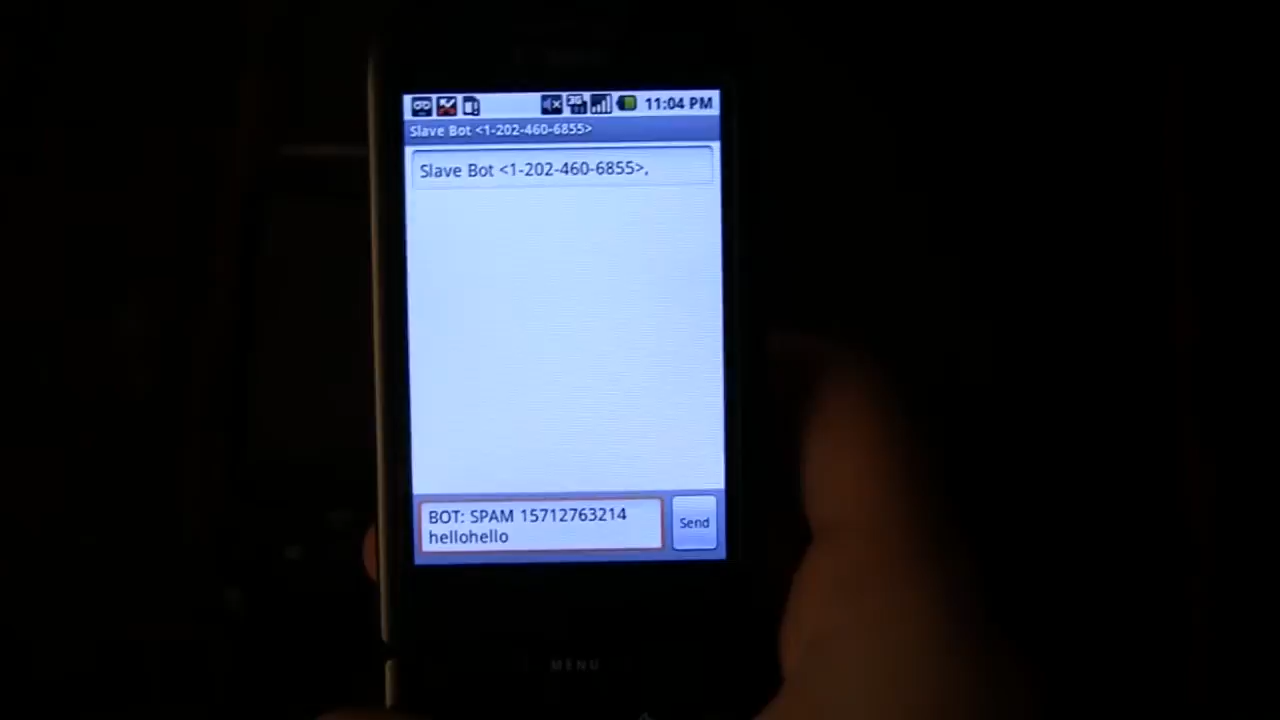 11:04 PM
Slave Bot <1-202-460-6855>
Slave Bot <1-202-460-6855>,
BOT: SPAM 15712763214
hellohello
Send
MENU